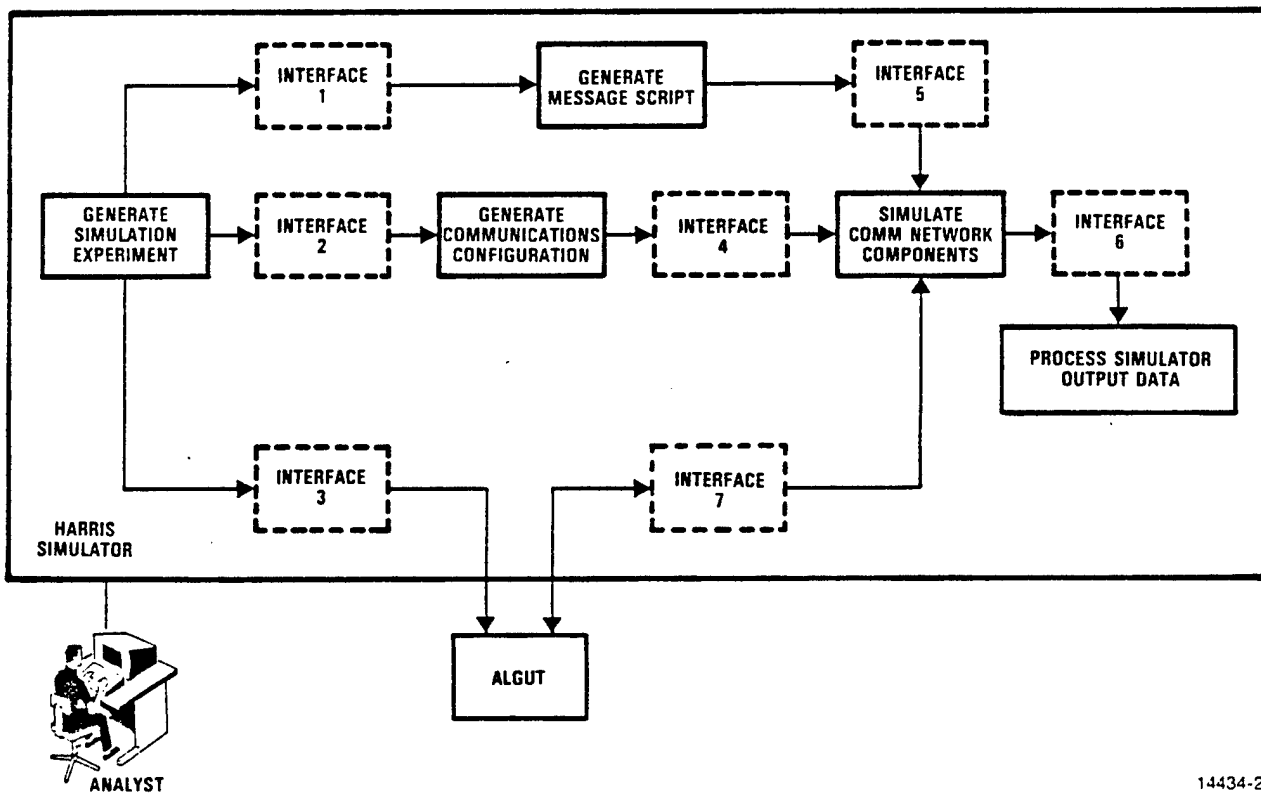 INTERFACE
1
GENERATE
MESSAGE SCRIPT
INTERFACE
5
GENERATE
SIMULATION
EXPERIMENT
INTERFACE
2
GENERATE
COMMUNICATIONS
CONFIGURATION
INTERFACE
4
SIMULATE
COMM NETWORK
COMPONENTS
INTERFACE
6
PROCESS SIMULATOR
OUTPUT DATA
INTERFACE
3
INTERFACE
7
HARRIS
SIMULATOR
ALGUT
ANALYST
14434-2